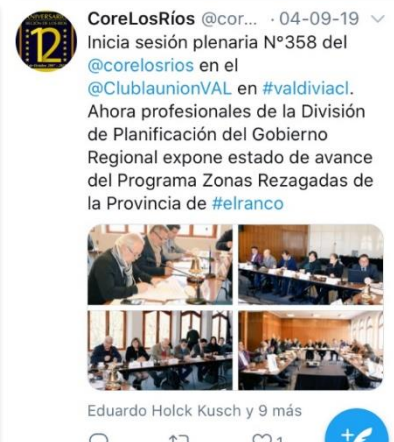 CoreLosRíos @cor... · 04-09-19
Inicia sesión plenaria N°358 del
@corelosrios en el
@ClublaunionVAL en #valdiviacl.
Ahora profesionales de la División
de Planificación del Gobierno
Regional expone estado de avance
del Programa Zonas Rezagadas de
la Provincia de #elranco
Eduardo Holck Kusch y 9 más
1
12